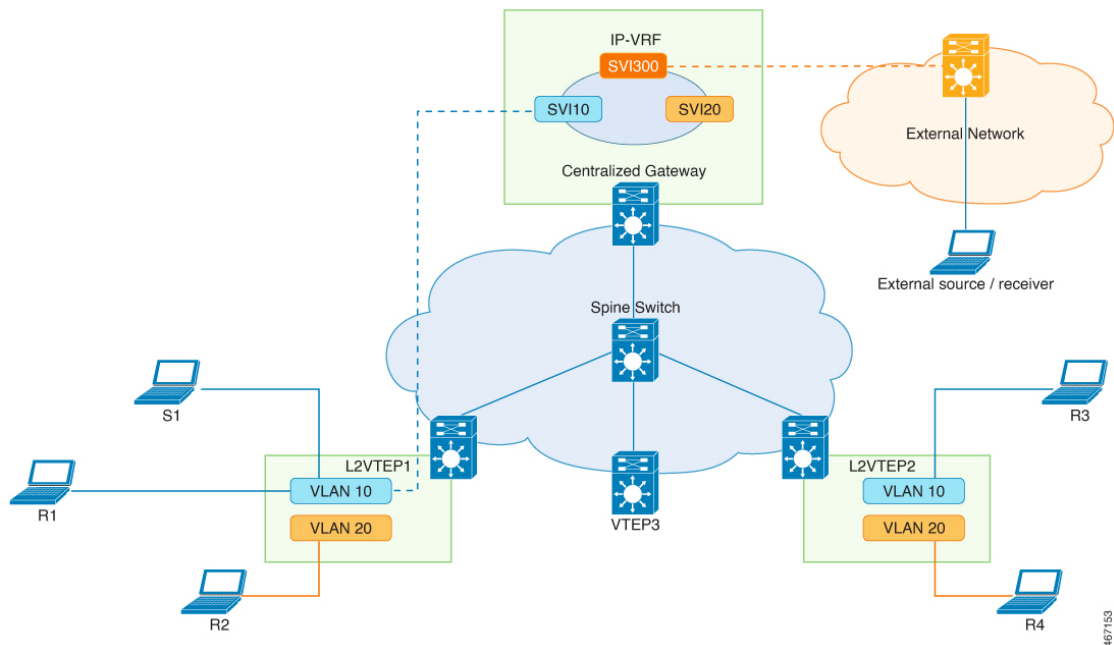 IP-VRF
SVI300
SVI10
SVI20
External Network
Centralized Gateway
External source / receiver
Spine Switch
S1
R3
L2VTEP1
L2VTEP2
R1
VLAN 10
VLAN 10
VLAN 20
VTEP3
VLAN 20
R2
R4
467153